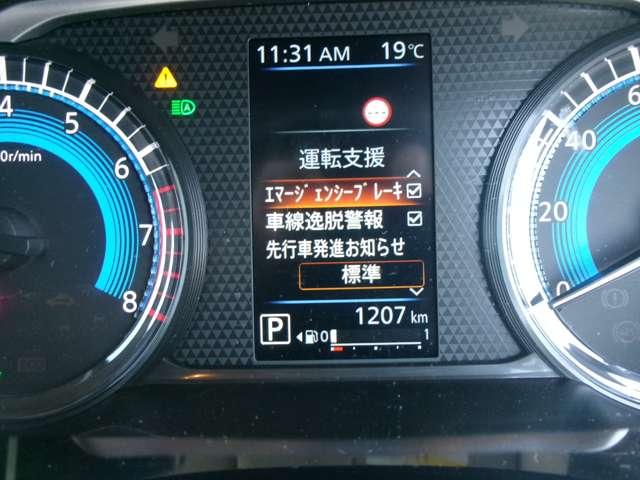 11:31 AM 19℃
---
運転支援
ｴﾏｰｼﾞｪﾝｼｰﾌﾞﾚｰｷ
車線逸脱警報
先行車発進お知らせ
標準
1207 km
P 0 1
4
5
6
7
8
0r/min
A
60
40
20
0